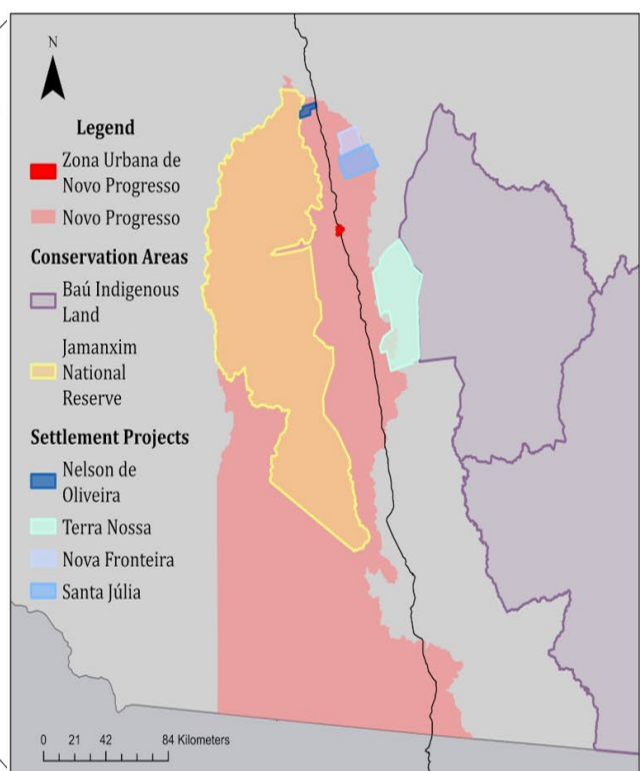 N
Legend
Zona Urbana de
Novo Progresso
Novo Progresso
Conservation Areas
Baú Indigenous
Land
Jamanxim
National
Reserve
Settlement Projects
Nelson de
Oliveira
Terra Nossa
Nova Fronteira
Santa Júlia
0 21 42 84 Kilometers